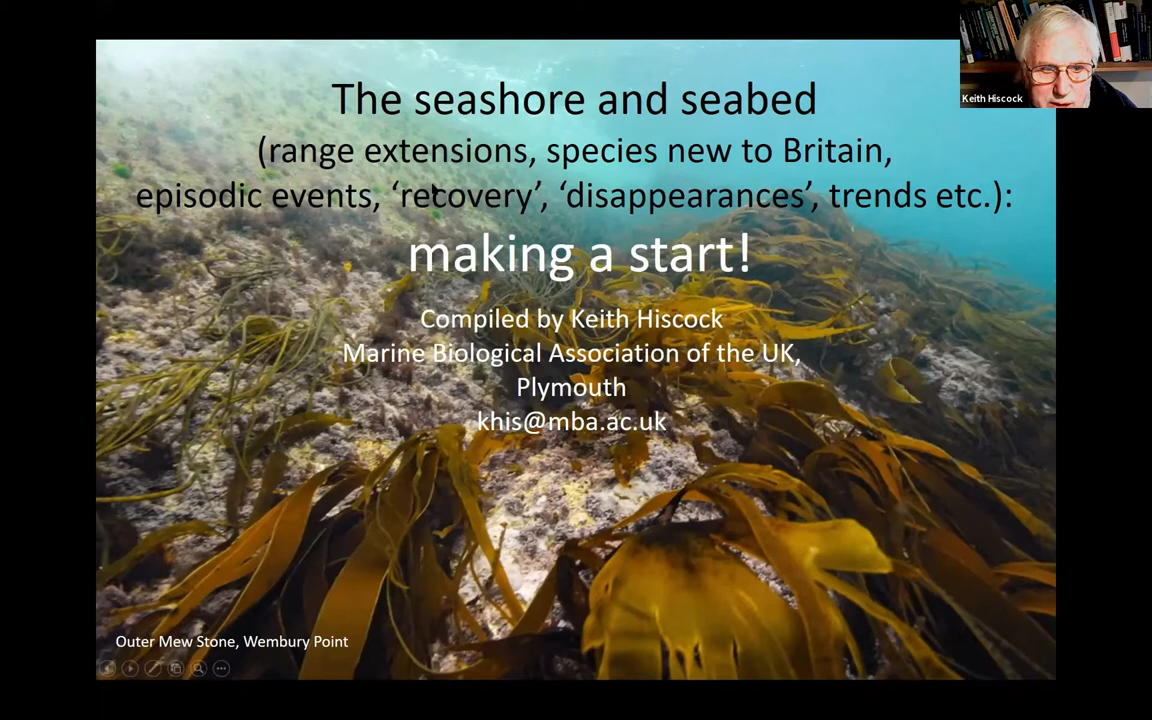 The seashore and seabed
(range extensions, species new to Britain,
episodic events, ‘recovery’, ‘disappearances’, trends etc.):
making a start!
Compiled by Keith Hiscock
Marine Biological Association of the UK,
Plymouth
khis@mba.ac.uk
Outer Mew Stone, Wembury Point
Keith Hiscock